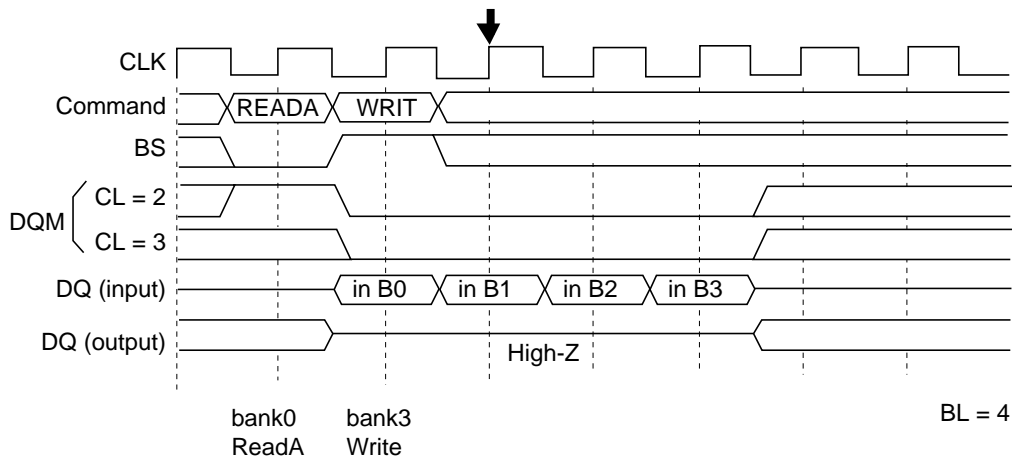 CLK
Command READA WRIT
BS
DQM
CL = 2
CL = 3
DQ (input) in B0 in B1 in B2 in B3
DQ (output)
High-Z
bank0 bank3 BL = 4
ReadA Write